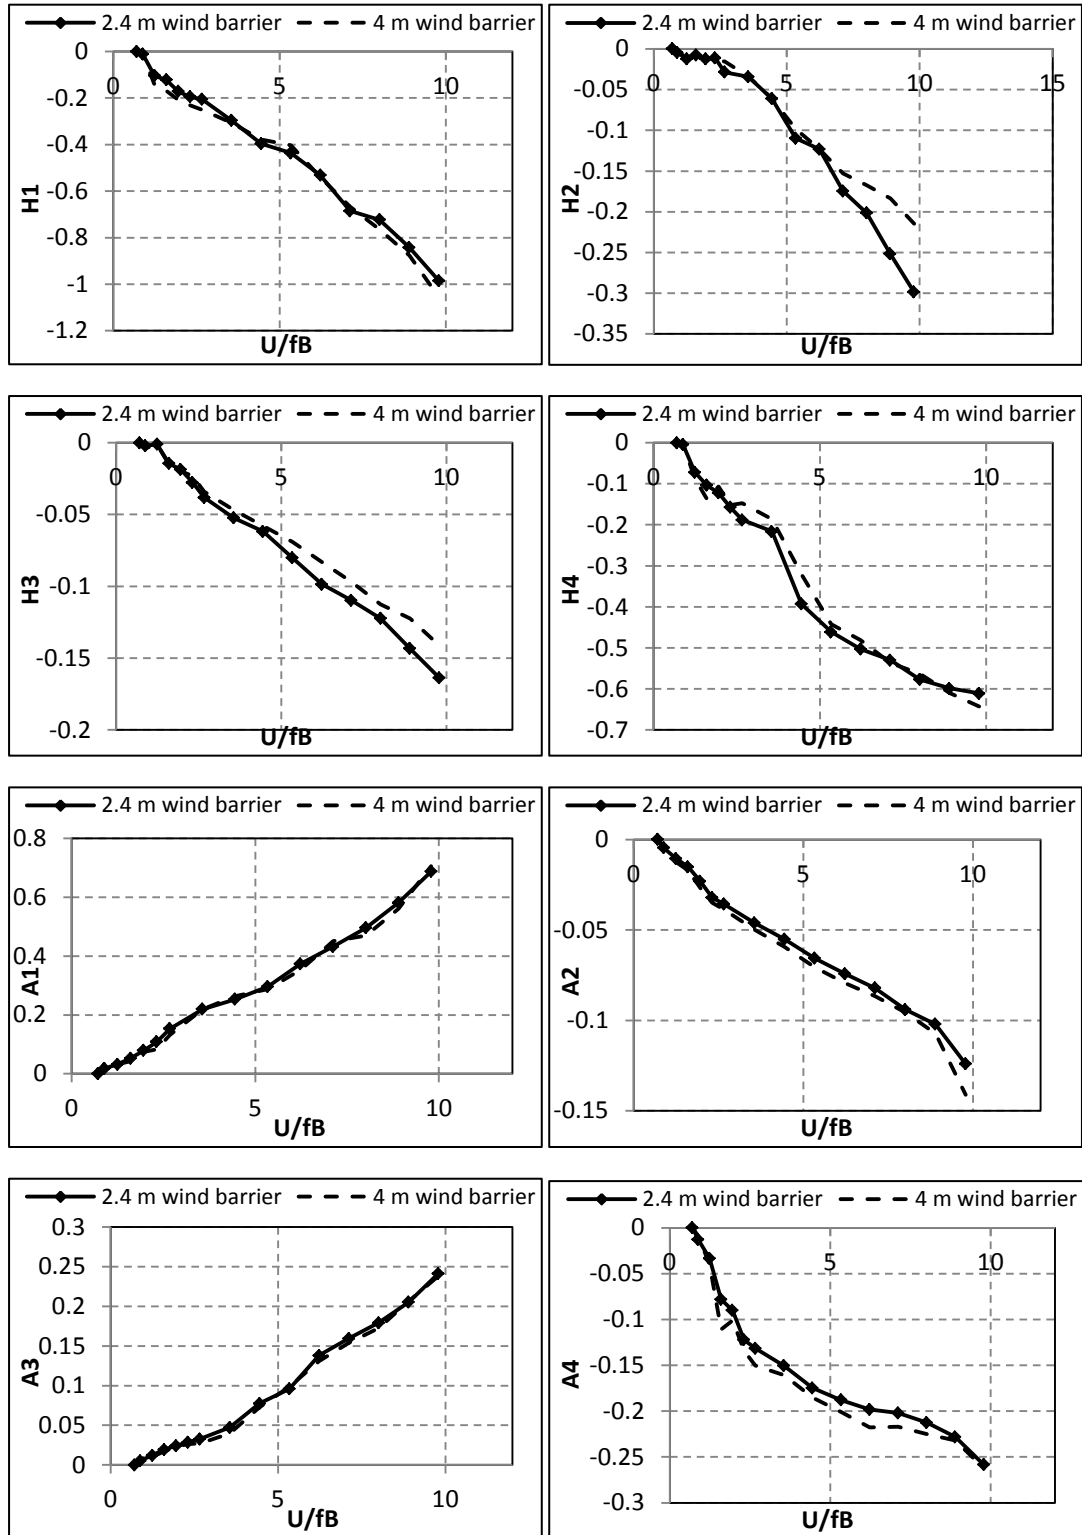 2.4 m wind barrier 4 m wind barrier
0
-0.2
-0.4
-0.6
-0.8
-1
-1.2
0 5 10
H1
U/fB
2.4 m wind barrier 4 m wind barrier
0
-0.05
-0.1
-0.15
-0.2
-0.25
-0.3
-0.35
0 5 10 15
H2
U/fB
2.4 m wind barrier 4 m wind barrier
0
-0.05
-0.1
-0.15
-0.2
0 5 10
H3
U/fB
2.4 m wind barrier 4 m wind barrier
0
-0.1
-0.2
-0.3
-0.4
-0.5
-0.6
-0.7
0 5 10
H4
U/fB
2.4 m wind barrier 4 m wind barrier
0.8
0.6
0.4
0.2
0
0 5 10
A1
U/fB
2.4 m wind barrier 4 m wind barrier
0
-0.05
-0.1
-0.15
0 5 10
A2
U/fB
2.4 m wind barrier 4 m wind barrier
0.3
0.25
0.2
0.15
0.1
0.05
0
0 5 10
A3
U/fB
2.4 m wind barrier 4 m wind barrier
0
-0.05
-0.1
-0.15
-0.2
-0.25
-0.3
0 5 10
A4
U/fB